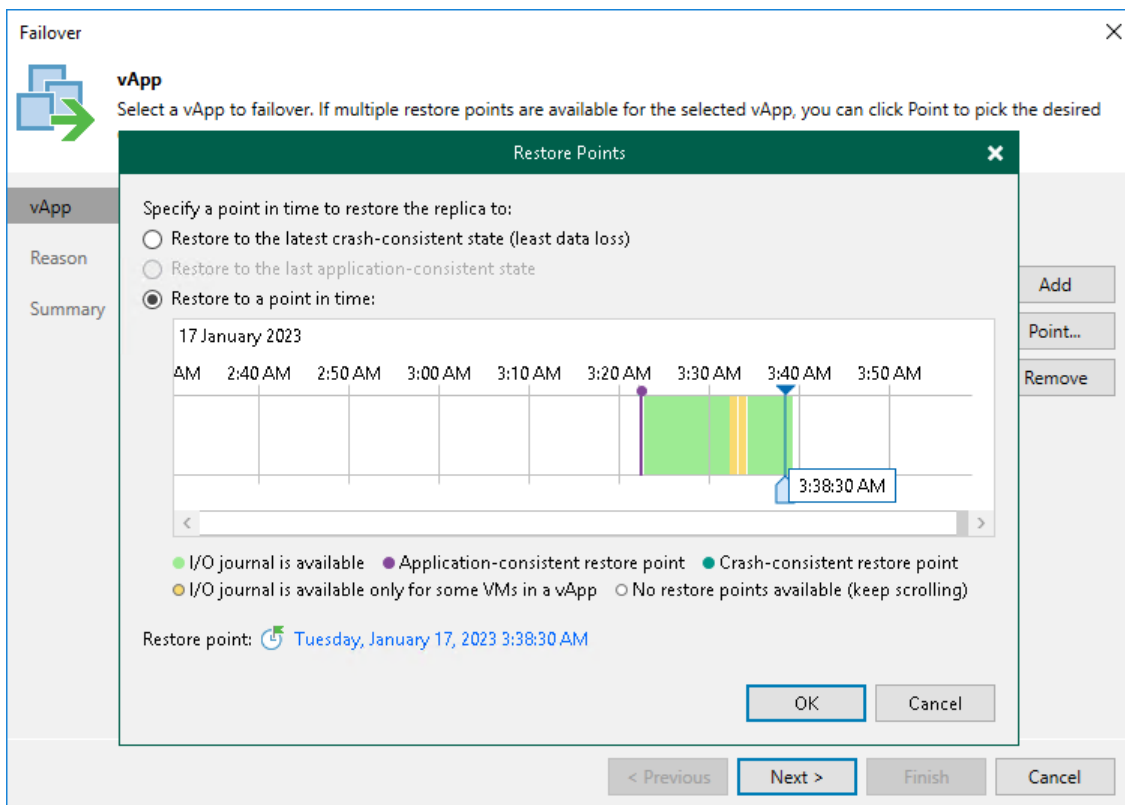 Failover
vApp
Select a vApp to failover. If multiple restore points are available for the selected vApp, you can click Point to pick the desired
Restore Points
vApp
Reason
Summary
Specify a point in time to restore the replica to:
Restore to the latest crash-consistent state (least data loss)
Restore to the last application-consistent state
Restore to a point in time:
17 January 2023
AM 2:40 AM 2:50 AM 3:00 AM 3:10 AM 3:20 AM 3:30 AM 3:40 AM 3:50 AM
3:38:30 AM
I/O journal is available Application-consistent restore point Crash-consistent restore point
I/O journal is available only for some VMs in a vApp No restore points available (keep scrolling)
Restore point: Tuesday, January 17, 2023 3:38:30 AM
OK Cancel
Add
Point...
Remove
< Previous Next > Finish Cancel